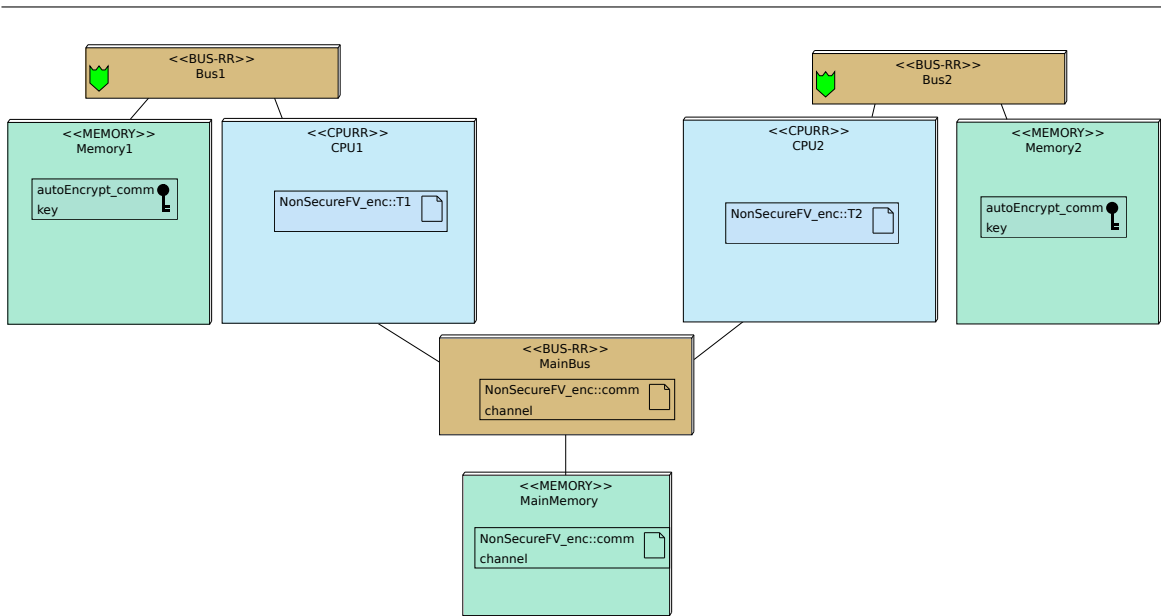 <<BUS-RR>>
Bus1
<<BUS-RR>>
Bus2
<<MEMORY>>
Memory1
autoEncrypt_comm
key
<<CPURR>>
CPU1
NonSecureFV_enc::T1
<<CPURR>>
CPU2
NonSecureFV_enc::T2
<<MEMORY>>
Memory2
autoEncrypt_comm
key
<<BUS-RR>>
MainBus
NonSecureFV_enc::comm
channel
<<MEMORY>>
MainMemory
NonSecureFV_enc::comm
channel